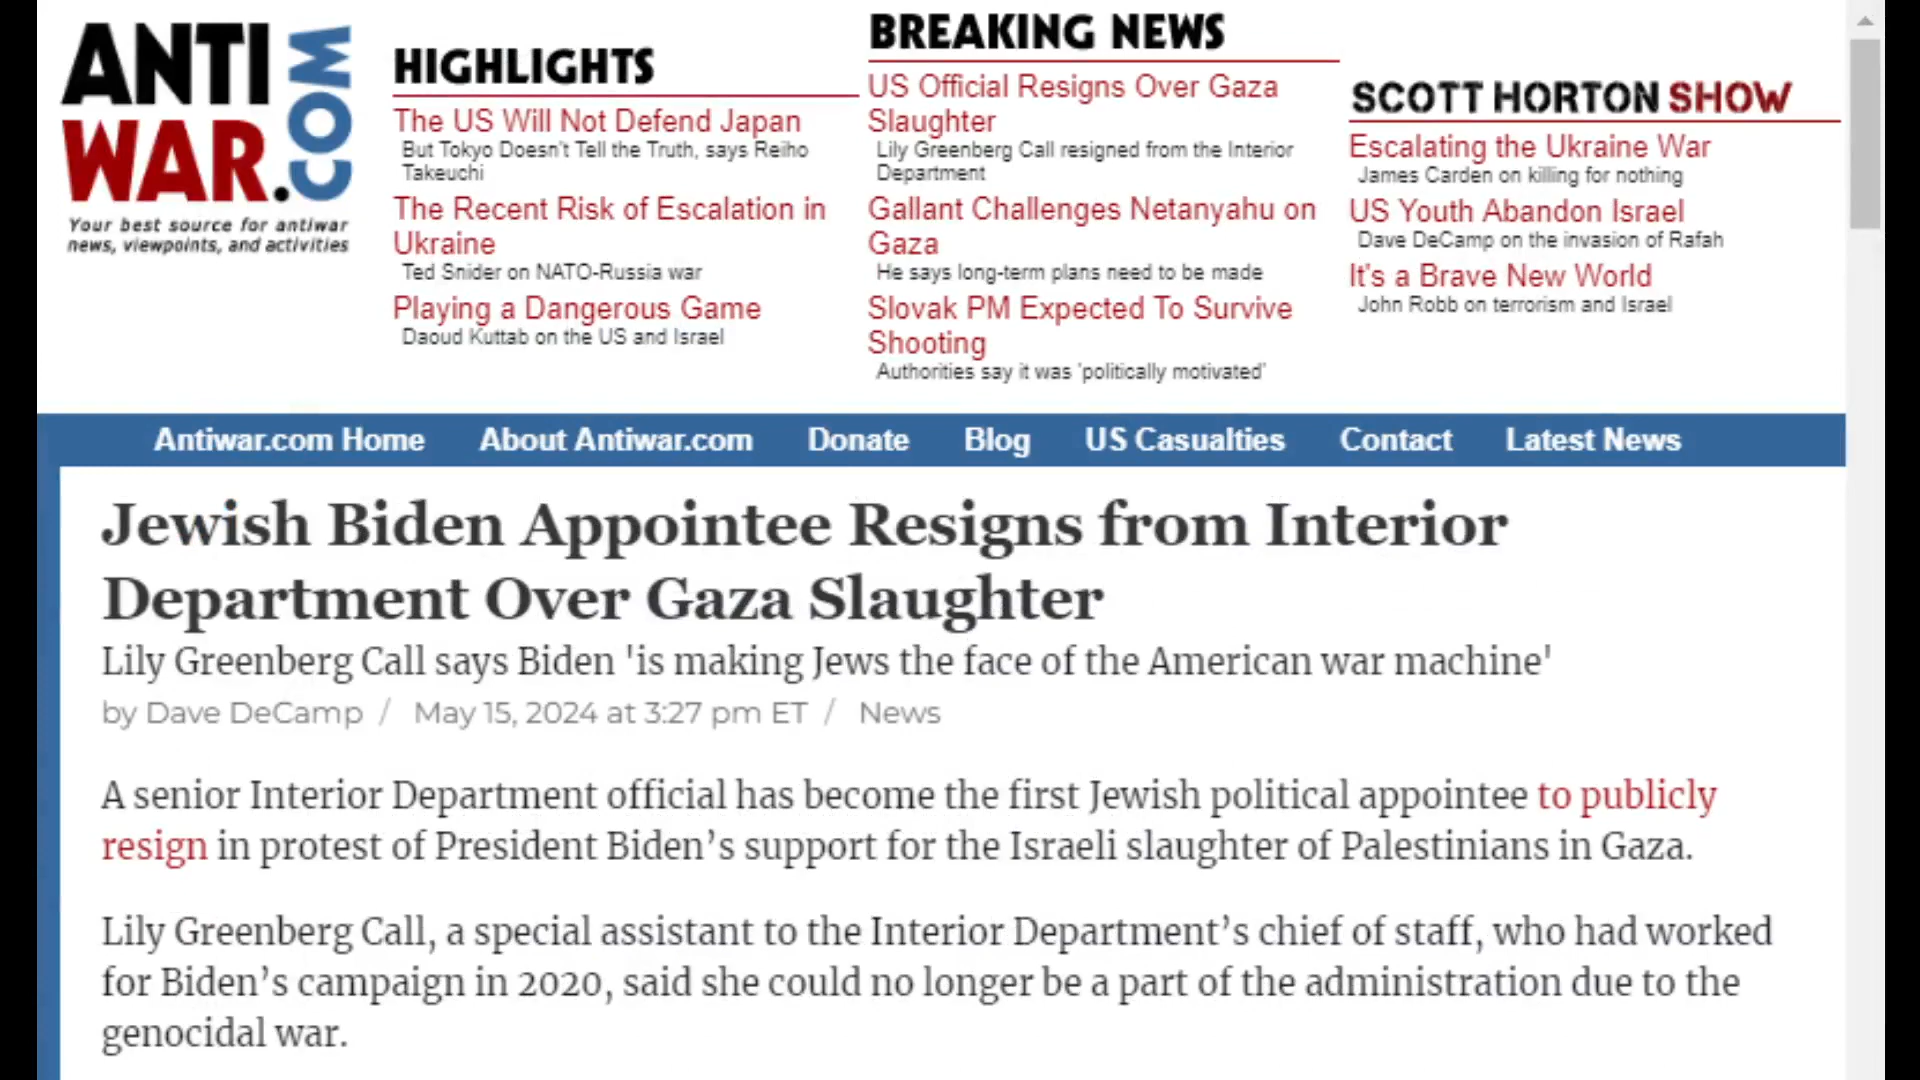 ANTI
WAR.COM
Your best source for antiwar
news, viewpoints, and activities
HIGHLIGHTS
The US Will Not Defend Japan
But Tokyo Doesn't Tell the Truth, says Reiho
Takeuchi
The Recent Risk of Escalation in
Ukraine
Ted Snider on NATO-Russia war
Playing a Dangerous Game
Daoud Kuttab on the US and Israel
BREAKING NEWS
US Official Resigns Over Gaza
Slaughter
Lily Greenberg Call resigned from the Interior
Department
Gallant Challenges Netanyahu on
Gaza
He says long-term plans need to be made
Slovak PM Expected To Survive
Shooting
Authorities say it was 'politically motivated'
SCOTT HORTON SHOW
Escalating the Ukraine War
James Carden on killing for nothing
US Youth Abandon Israel
Dave DeCamp on the invasion of Rafah
It's a Brave New World
John Robb on terrorism and Israel
Antiwar.com Home About Antiwar.com Donate Blog US Casualties Contact Latest News
Jewish Biden Appointee Resigns from Interior
Department Over Gaza Slaughter
Lily Greenberg Call says Biden 'is making Jews the face of the American war machine'
by Dave DeCamp / May 15, 2024 at 3:27 pm ET / News
A senior Interior Department official has become the first Jewish political appointee to publicly
resign in protest of President Biden’s support for the Israeli slaughter of Palestinians in Gaza.
Lily Greenberg Call, a special assistant to the Interior Department’s chief of staff, who had worked
for Biden’s campaign in 2020, said she could no longer be a part of the administration due to the
genocidal war.